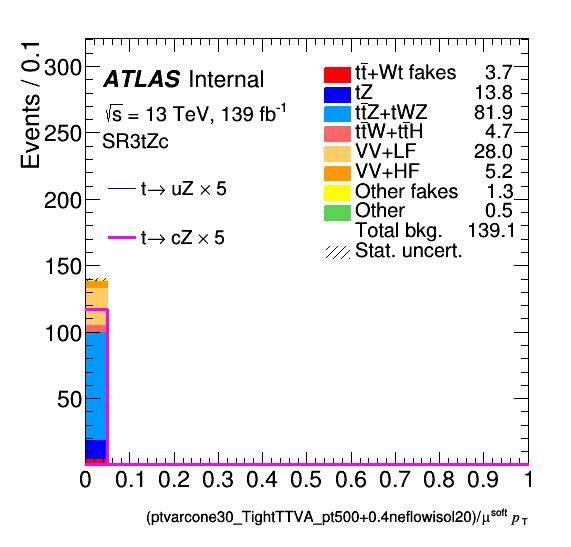 Events / 0.1
300
250
200
150
100
50
ATLAS Internal
√s = 13 TeV, 139 fb⁻¹
SR3tZc
t→ uZ × 5
t→ cZ × 5
tt̄+Wt fakes 3.7
tZ 13.8
tt̄Z+tWZ 81.9
tt̄W+tt̄H 4.7
VV+LF 28.0
VV+HF 5.2
Other fakes 1.3
Other 0.5
Total bkg. 139.1
Stat. uncert.
0 0.1 0.2 0.3 0.4 0.5 0.6 0.7 0.8 0.9 1
(ptvarcone30_TightTTVA_pt500+0.4neflowisol20)/μ^soft p_T